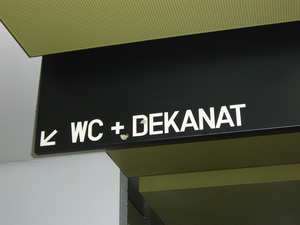 ↙ WC + DEKANAT